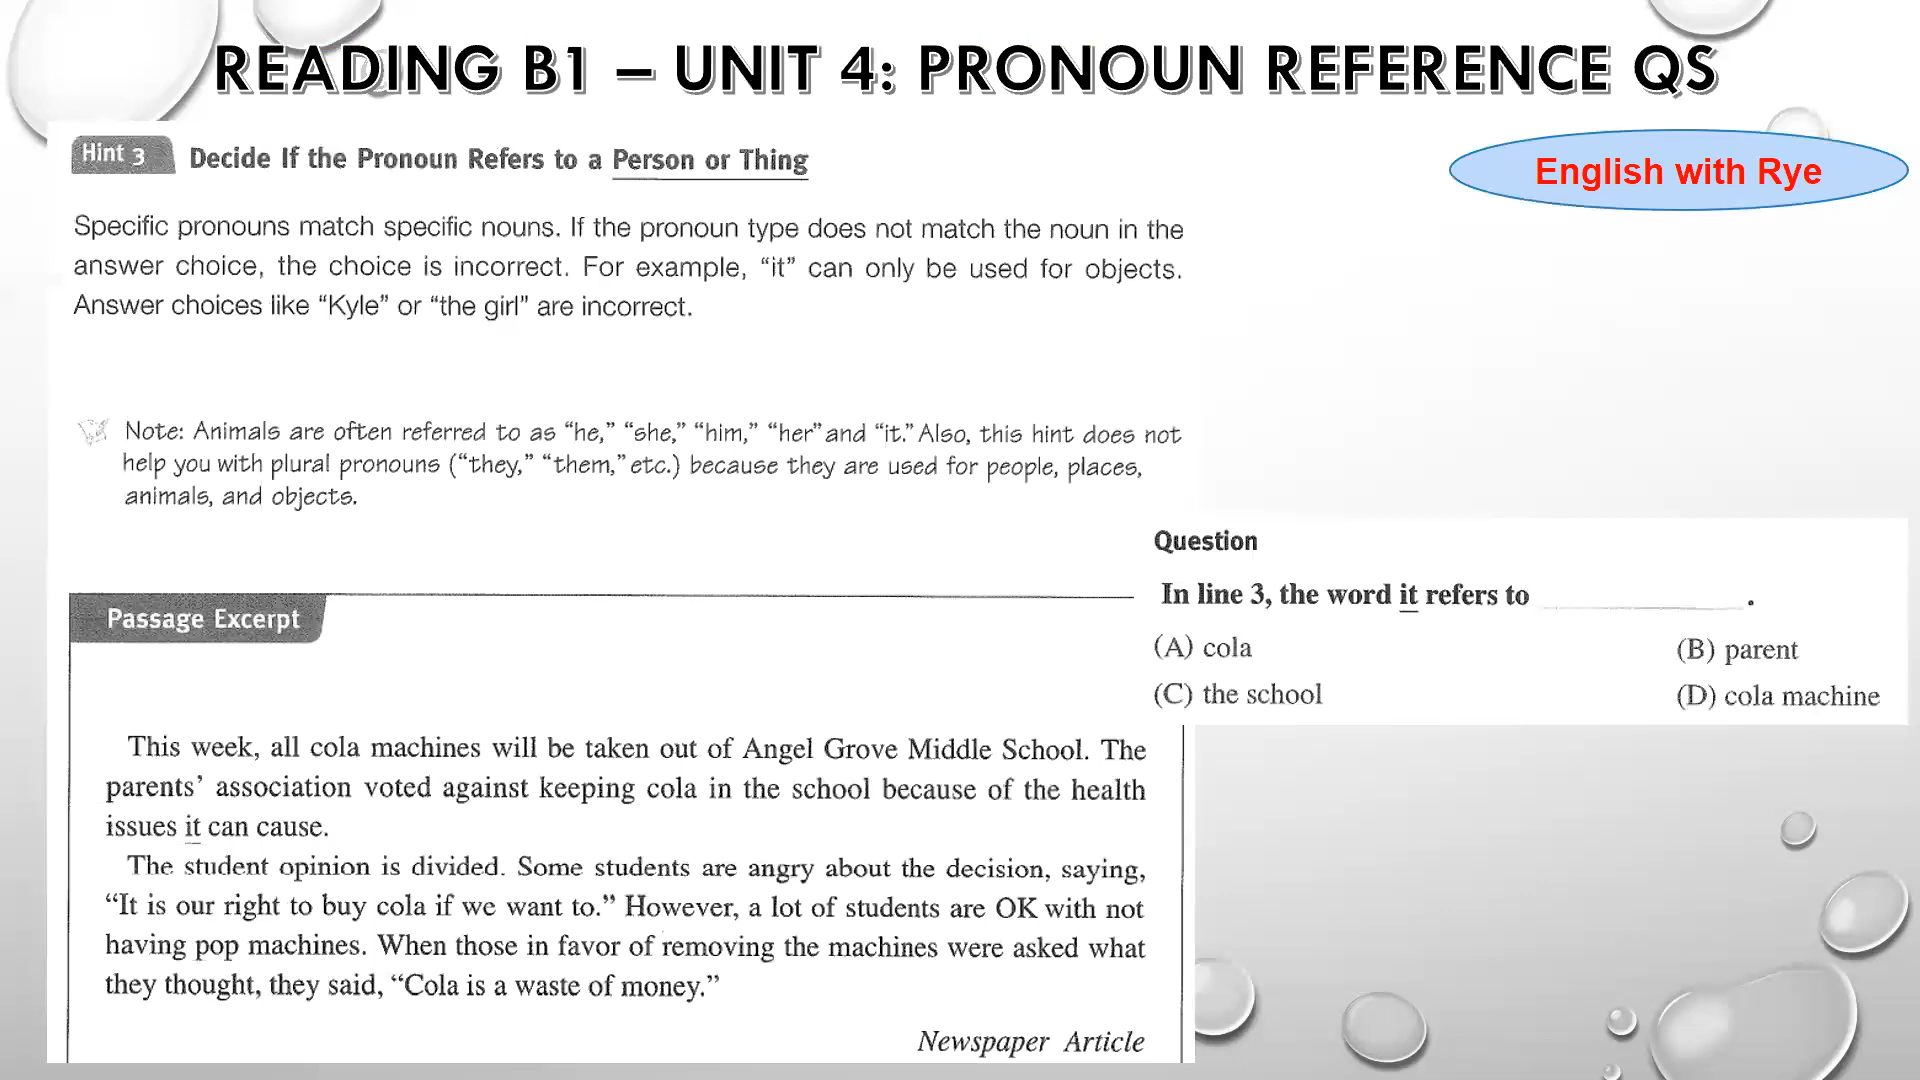 READING B1 – UNIT 4: PRONOUN REFERENCE QS
English with Rye
Hint 3 Decide If the Pronoun Refers to a Person or Thing
Specific pronouns match specific nouns. If the pronoun type does not match the noun in the
answer choice, the choice is incorrect. For example, “it” can only be used for objects.
Answer choices like “Kyle” or “the girl” are incorrect.
Note: Animals are often referred to as “he,” “she,” “him,” “her” and “it.” Also, this hint does not
help you with plural pronouns (“they,” “them,” etc.) because they are used for people, places,
animals, and objects.
Question
In line 3, the word it refers to ____________ .
(A) cola (B) parent
(C) the school (D) cola machine
Passage Excerpt
This week, all cola machines will be taken out of Angel Grove Middle School. The
parents’ association voted against keeping cola in the school because of the health
issues it can cause.
The student opinion is divided. Some students are angry about the decision, saying,
“It is our right to buy cola if we want to.” However, a lot of students are OK with not
having pop machines. When those in favor of removing the machines were asked what
they thought, they said, “Cola is a waste of money.”
Newspaper Article